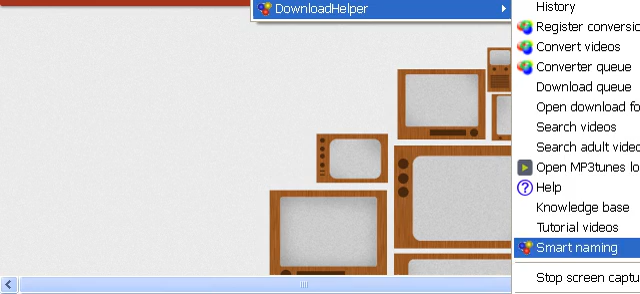 DownloadHelper
History
Register conversio
Convert videos
Converter queue
Download queue
Open download fo
Search videos
Search adult video
Open MP3tunes lo
Help
Knowledge base
Tutorial videos
Smart naming
Stop screen captu